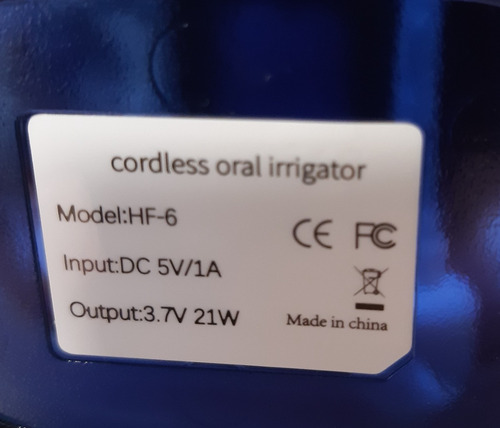 cordless oral irrigator
Model:HF-6
Input:DC 5V/1A
Output:3.7V 21W
CE FC
Made in china